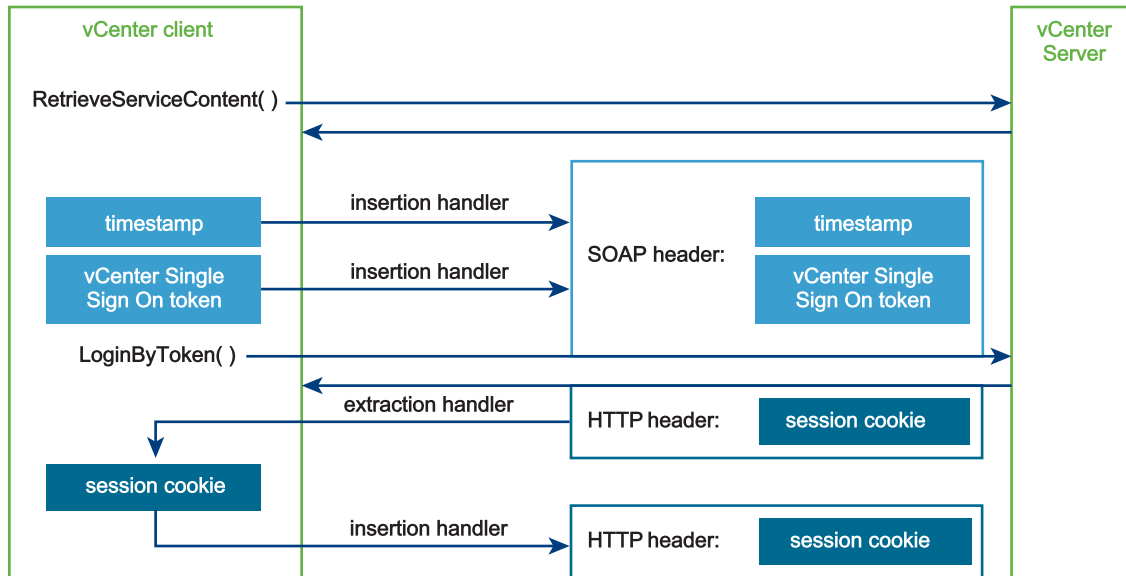 vCenter client
vCenter
Server
RetrieveServiceContent( )
insertion handler
timestamp
timestamp
SOAP header:
insertion handler
vCenter Single
Sign On token
vCenter Single
Sign On token
LoginByToken( )
extraction handler
HTTP header:
session cookie
session cookie
insertion handler
HTTP header:
session cookie